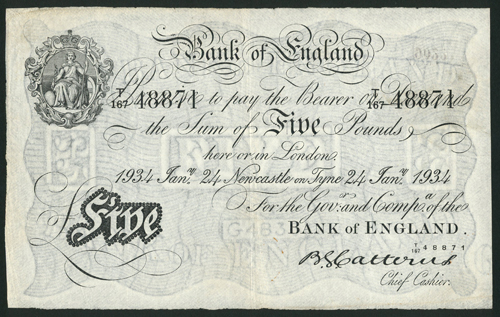 Bank of England
I Promise to pay the Bearer on Demand
T/167 48871 T/167 48871
the Sum of Five Pounds
here or in London.
1934 Janry. 24 Newcastle on Tyne 24 Janry. 1934
For the Govr. and Compa. of the
£Five
BANK OF ENGLAND.
T/167 48871
B.G. Catterns
Chief Cashier.